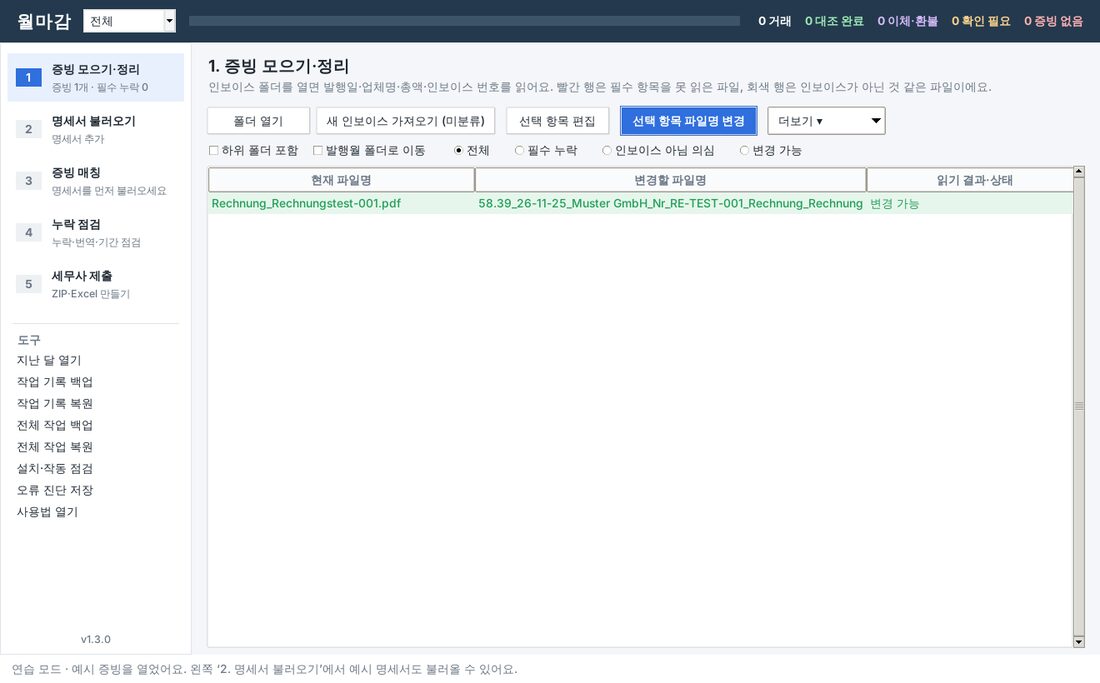 월마감 전체 0 거래 0 대조 완료 0 이체·환불 0 확인 필요 0 증빙 없음
1 증빙 모으기·정리
증빙 1개 · 필수 누락 0
2 명세서 불러오기
명세서 추가
3 증빙 매칭
명세서를 먼저 불러오세요
4 누락 점검
누락·번역·기간 점검
5 세무사 제출
ZIP·Excel 만들기
도구
지난 달 열기
작업 기록 백업
작업 기록 복원
전체 작업 백업
전체 작업 복원
설치·작동 점검
오류 진단 저장
사용법 열기
v1.3.0
1. 증빙 모으기·정리
인보이스 폴더를 열면 발행일·업체명·총액·인보이스 번호를 읽어요. 빨간 행은 필수 항목을 못 읽은 파일, 회색 행은 인보이스가 아닌 것 같은 파일이에요.
폴더 열기 새 인보이스 가져오기 (미분류) 선택 항목 편집 선택 항목 파일명 변경 더보기 ▾
하위 폴더 포함 발행월 폴더로 이동 전체 필수 누락 인보이스 아님 의심 변경 가능
현재 파일명 변경할 파일명 읽기 결과·상태
Rechnung_Rechnungstest-001.pdf 58.39_26-11-25_Muster GmbH_Nr_RE-TEST-001_Rechnung_Rechnung 변경 가능
연습 모드 · 예시 증빙을 열었어요. 왼쪽 ‘2. 명세서 불러오기’에서 예시 명세서도 불러올 수 있어요.